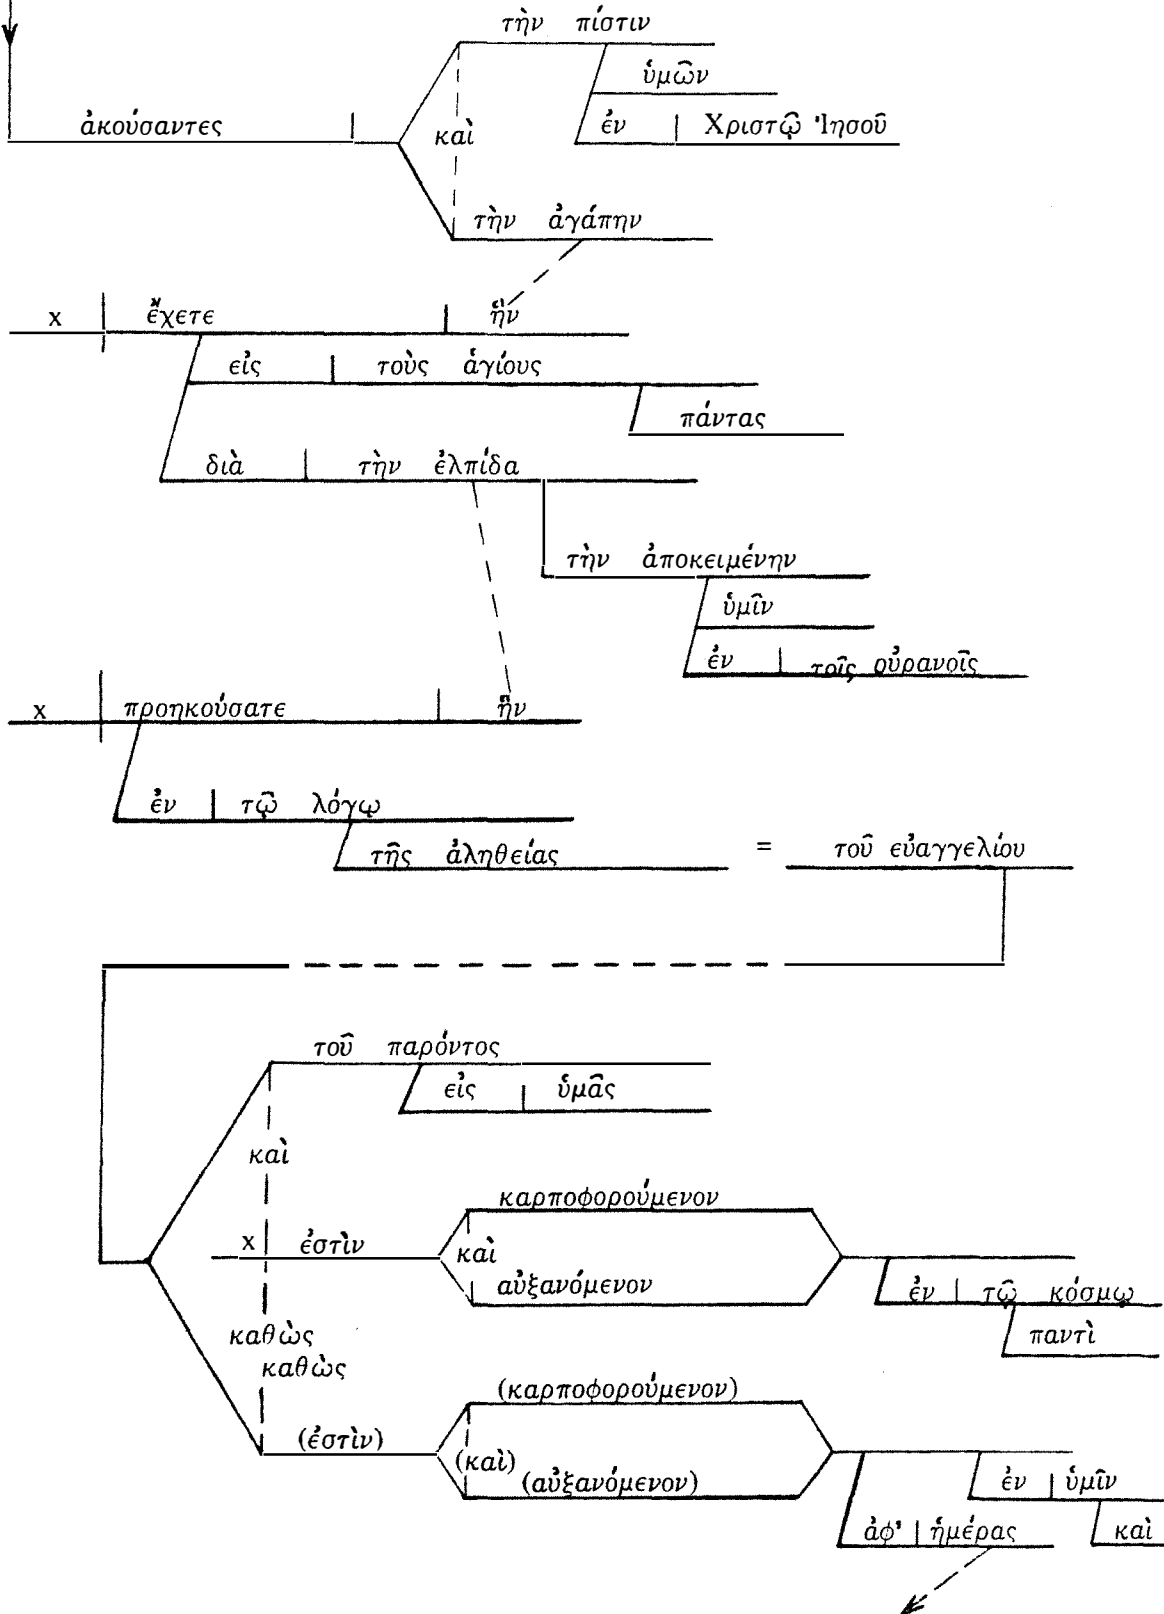 τὴν πίστιν
ὑμῶν
ἀκούσαντες
καὶ
ἐν Χριστῷ Ἰησοῦ
τὴν ἀγάπην
x ἔχετε ἣν
εἰς τοὺς ἁγίους
πάντας
διὰ τὴν ἐλπίδα
τὴν ἀποκειμένην
ὑμῖν
ἐν τοῖς οὐρανοῖς
x προηκούσατε ἣν
ἐν τῷ λόγῳ
τῆς ἀληθείας = τοῦ εὐαγγελίου
τοῦ παρόντος
εἰς ὑμᾶς
καὶ
καρποφορούμενον
x ἐστὶν καὶ
αὐξανόμενον
ἐν τῷ κόσμῳ
παντὶ
καθὼς
καθὼς
(καρποφορούμενον)
(ἐστὶν)
(καὶ)
(αὐξανόμενον)
ἐν ὑμῖν
ἀφ' ἡμέρας
καὶ